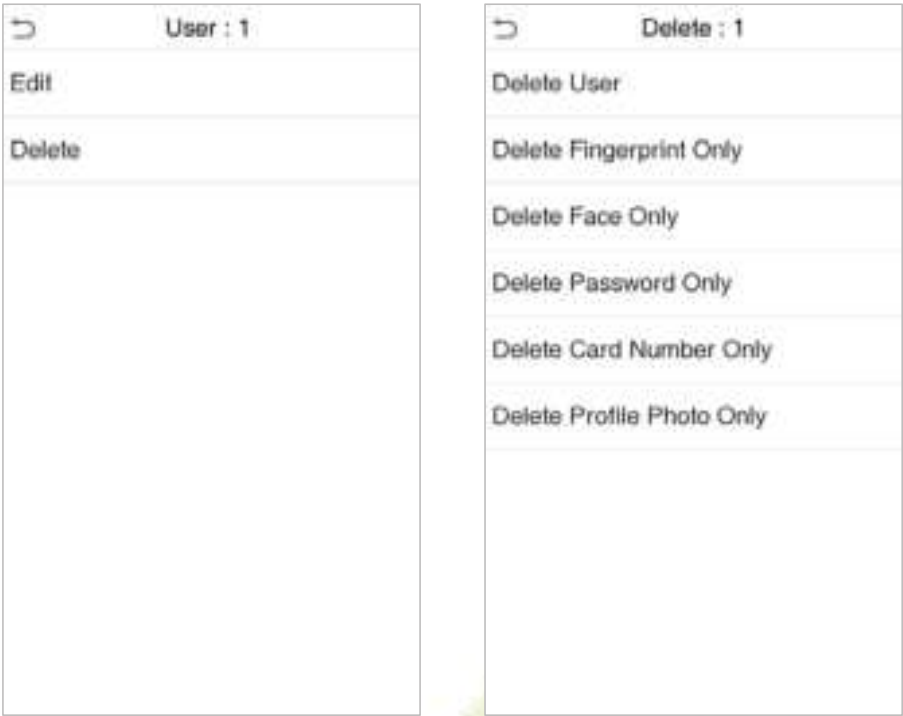 User : 1
Edit
Delete
Delete : 1
Delete User
Delete Fingerprint Only
Delete Face Only
Delete Password Only
Delete Card Number Only
Delete Profile Photo Only